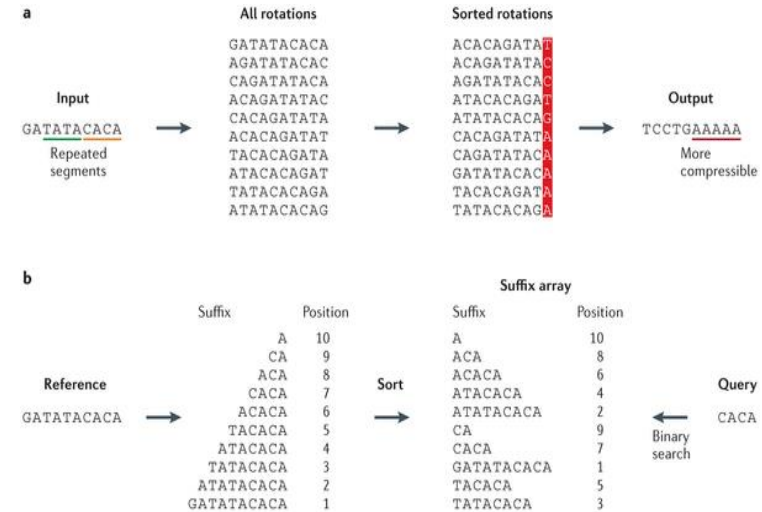 a
All rotations
Sorted rotations
GATATACACA
AGATATACAC
CAGATATACA
ACAGATATAC
CACAGATATA
ACACAGATAT
TACACAGATA
ATACACAGAT
TATACACAGA
ATATACACAG
ACACAGATAT
ACAGATATAC
AGATATACAC
ATACACAGAT
ATATACACAG
CACAGATATA
CAGATATACA
GATATACACA
TACACAGATA
TATACACAGA
Input
GATATACACA
Repeated
segments
Output
TCCTGAAAAA
More
compressible
b
Suffix array
Suffix Position
A 10
CA 9
ACA 8
CACA 7
ACACA 6
TACACA 5
ATACACA 4
TATACACA 3
ATATACACA 2
GATATACACA 1
Suffix Position
A 10
ACA 8
ACACA 6
ATACACA 4
ATATACACA 2
CA 9
CACA 7
GATATACACA 1
TACACA 5
TATACACA 3
Reference
GATATACACA
Sort
Query
CACA
Binary
search